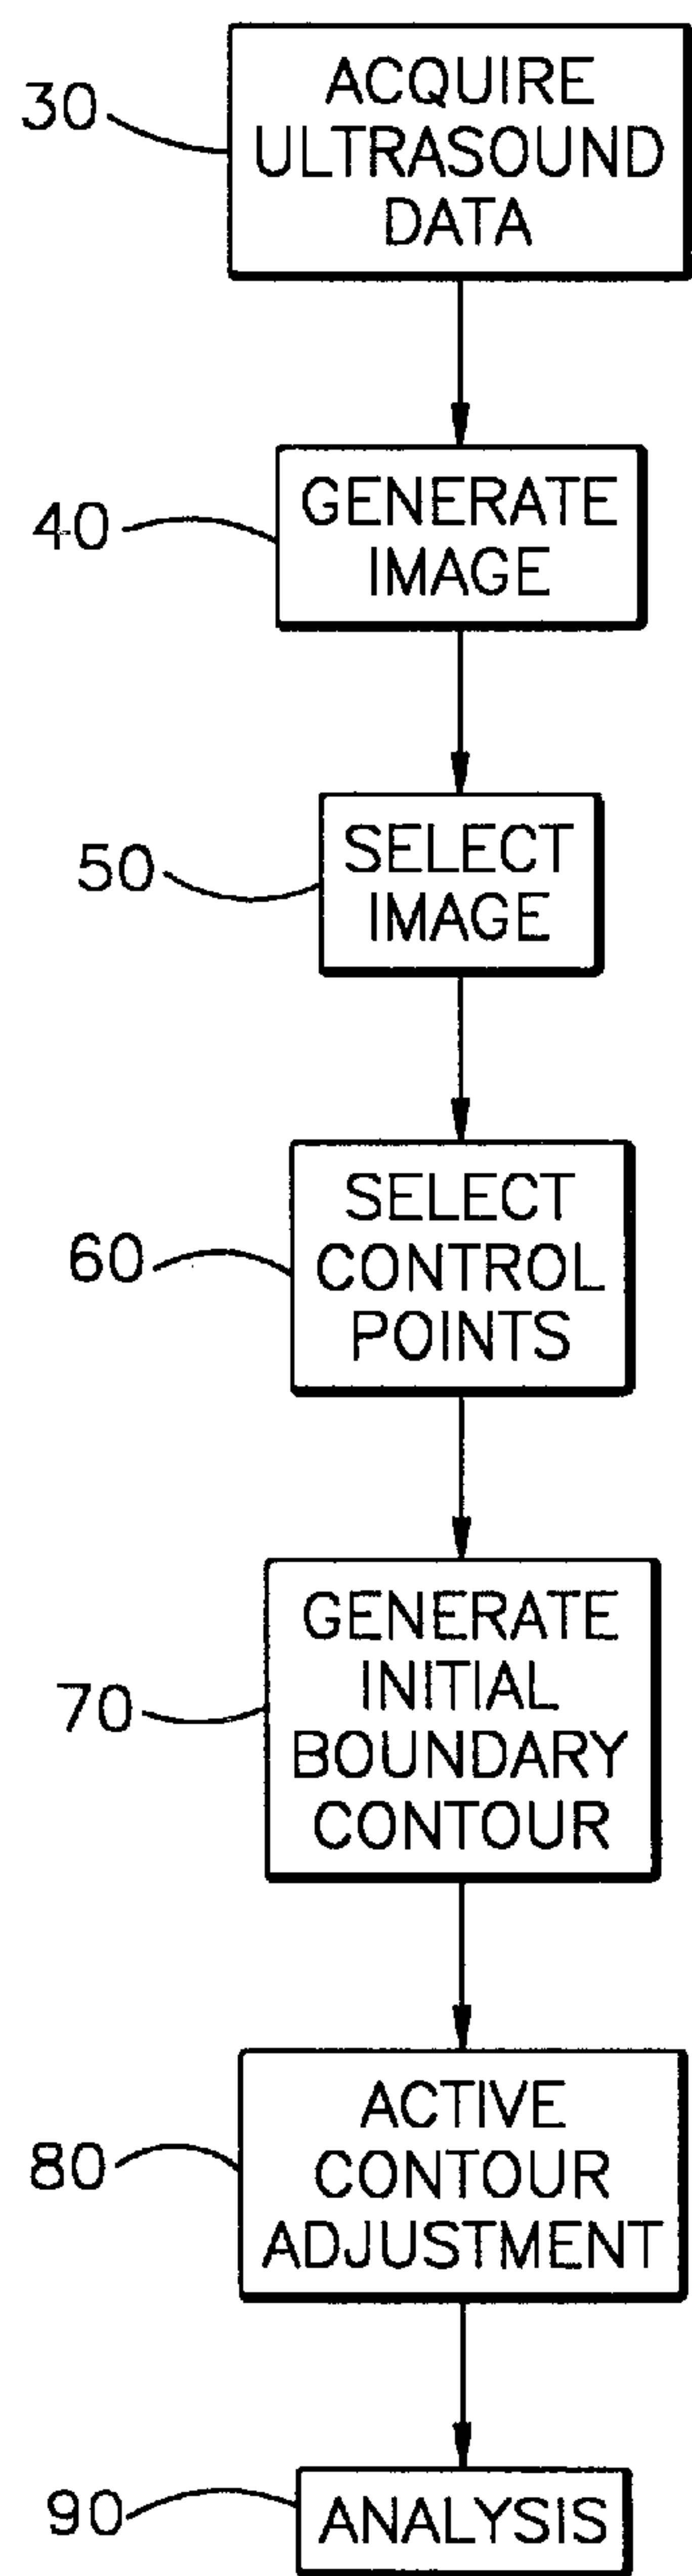 30
ACQUIRE
ULTRASOUND
DATA
40
GENERATE
IMAGE
50
SELECT
IMAGE
60
SELECT
CONTROL
POINTS
70
GENERATE
INITIAL
BOUNDARY
CONTOUR
80
ACTIVE
CONTOUR
ADJUSTMENT
90
ANALYSIS